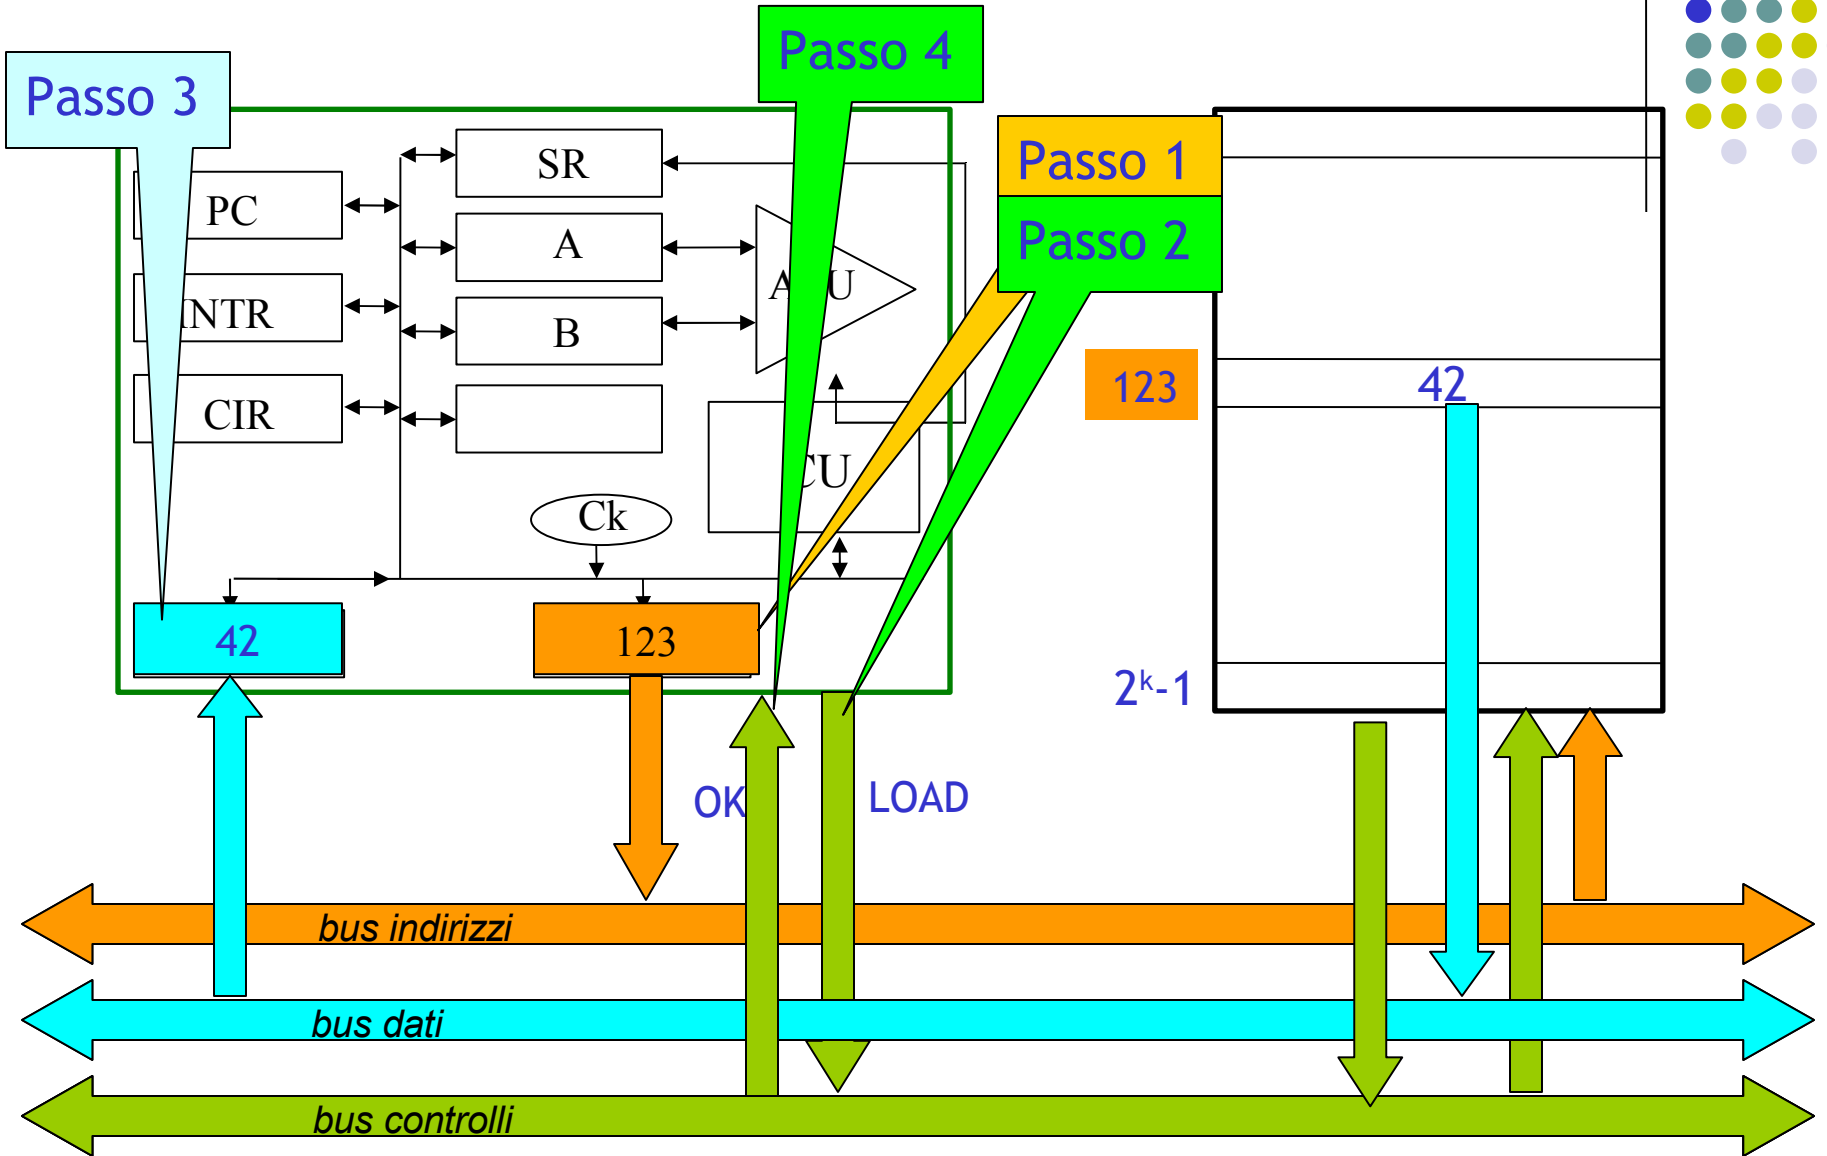 Passo 4
Passo 3
Passo 1
SR
PC
Passo 2
A
INTR
U
B
123
42
CIR
CU
Ck
42
123
2ᵏ-1
OK
LOAD
bus indirizzi
bus dati
bus controlli